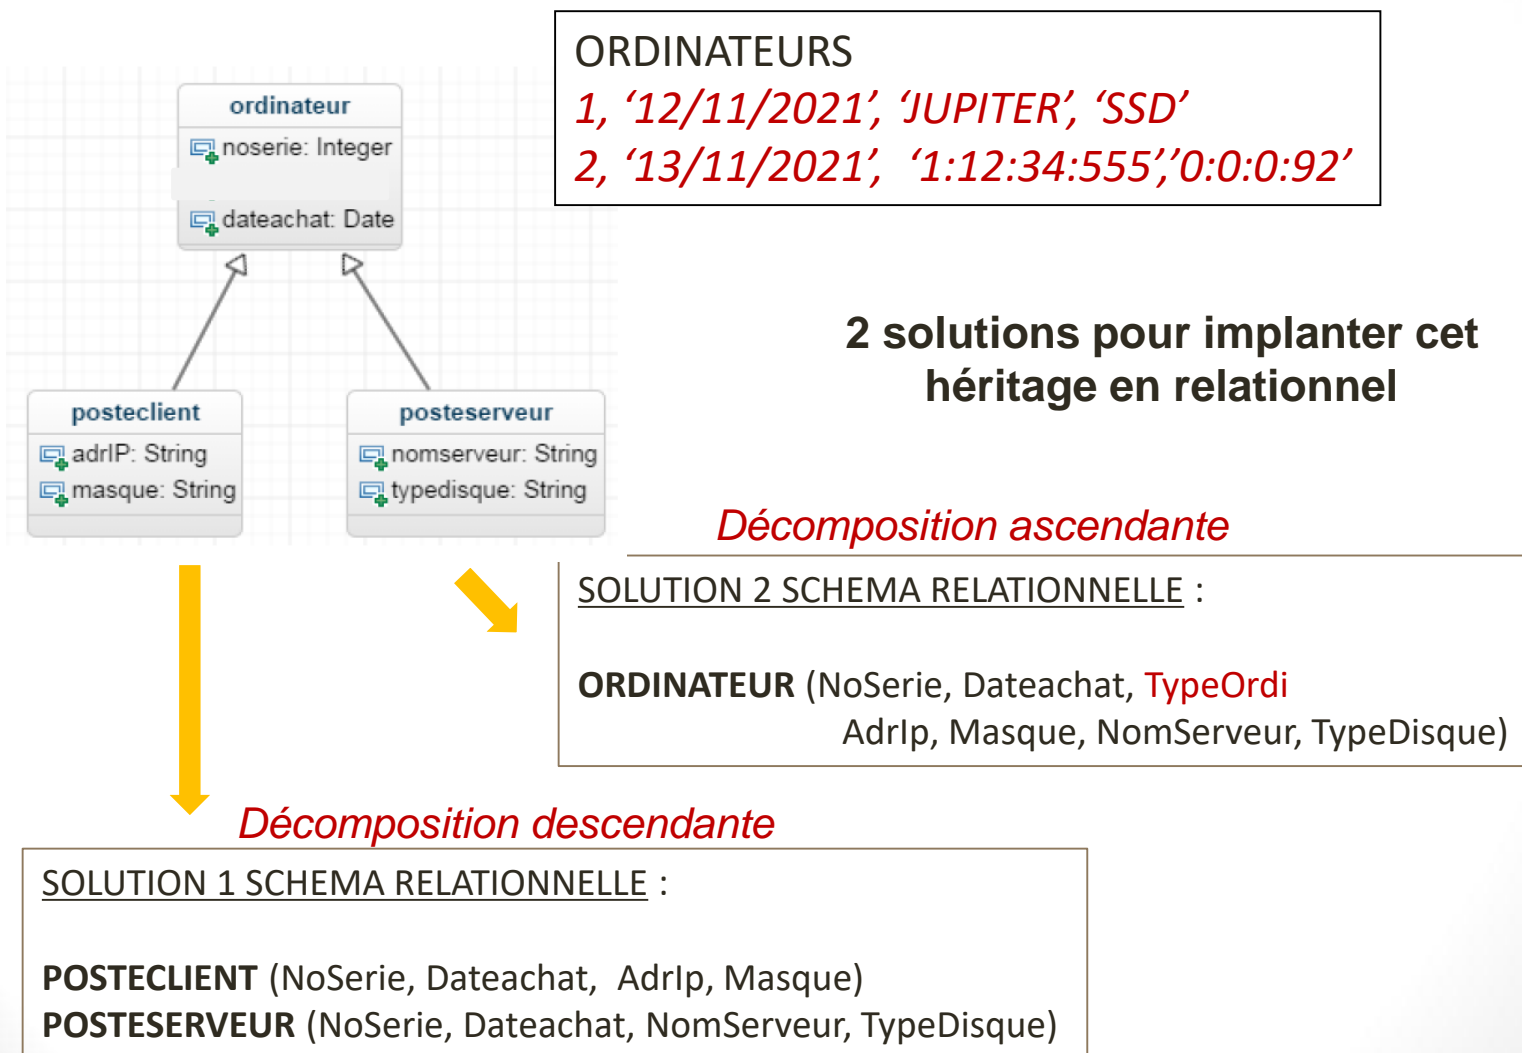 ORDINATEURS
1, ‘12/11/2021’, ‘JUPITER’, ‘SSD’
2, ‘13/11/2021’, ‘1:12:34:555’,’0:0:0:92’
ordinateur
noserie: Integer
dateachat: Date
posteclient
adrIP: String
masque: String
posteserveur
nomserveur: String
typedisque: String
2 solutions pour implanter cet
héritage en relationnel
Décomposition ascendante
SOLUTION 2 SCHEMA RELATIONNELLE :
ORDINATEUR (NoSerie, Dateachat, TypeOrdi
AdrIp, Masque, NomServeur, TypeDisque)
Décomposition descendante
SOLUTION 1 SCHEMA RELATIONNELLE :
POSTECLIENT (NoSerie, Dateachat, AdrIp, Masque)
POSTESERVEUR (NoSerie, Dateachat, NomServeur, TypeDisque)